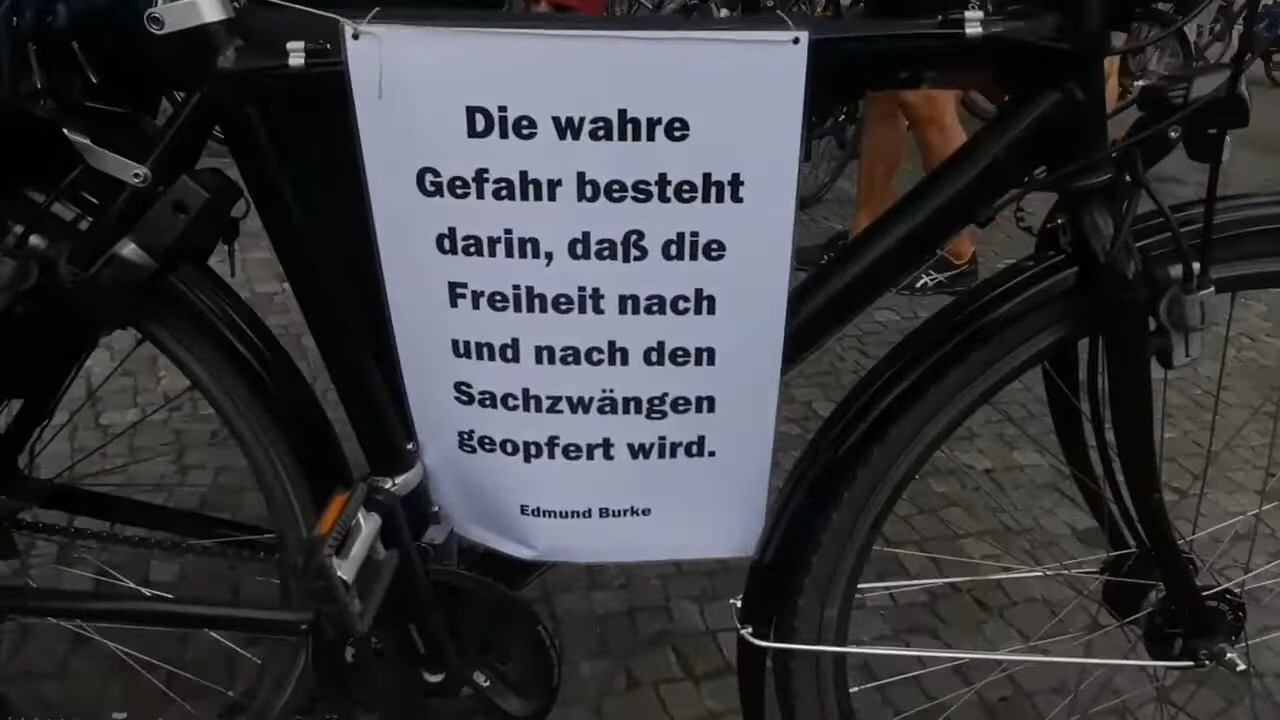 Die wahre
Gefahr besteht
darin, daß die
Freiheit nach
und nach den
Sachzwängen
geopfert wird.
Edmund Burke